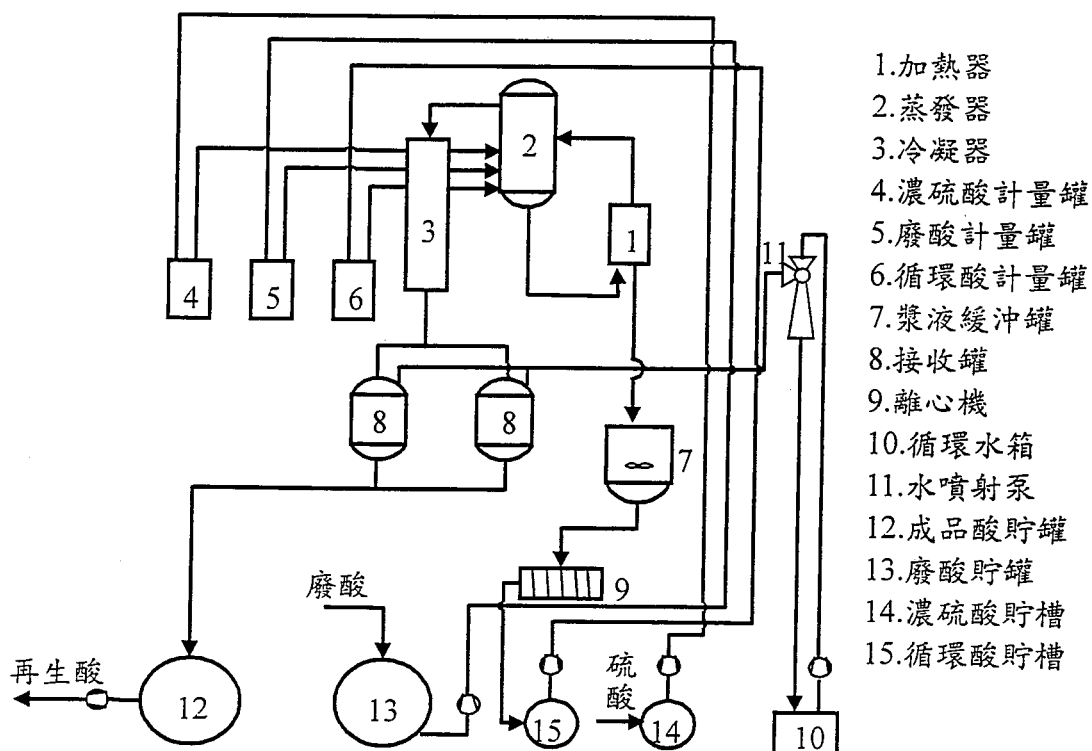 1.加熱器
2.蒸發器
3.冷凝器
4.濃硫酸計量罐
5.廢酸計量罐
6.循環酸計量罐
7.漿液緩沖罐
8.接收罐
9.離心機
10.循環水箱
11.水噴射泵
12.成品酸貯罐
13.廢酸貯罐
14.濃硫酸貯槽
15.循環酸貯槽
2
1
3
11
4
5
6
8
8
7
9
廢酸
再生酸
硫酸
12
13
15
14
10